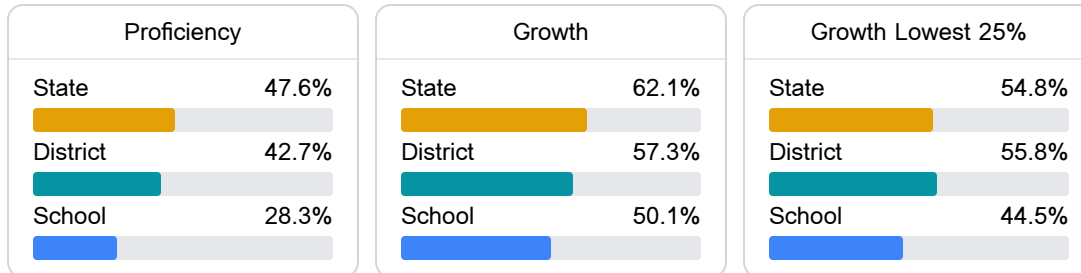 Proficiency
State 47.6%
District 42.7%
School 28.3%
Growth
State 62.1%
District 57.3%
School 50.1%
Growth Lowest 25%
State 54.8%
District 55.8%
School 44.5%